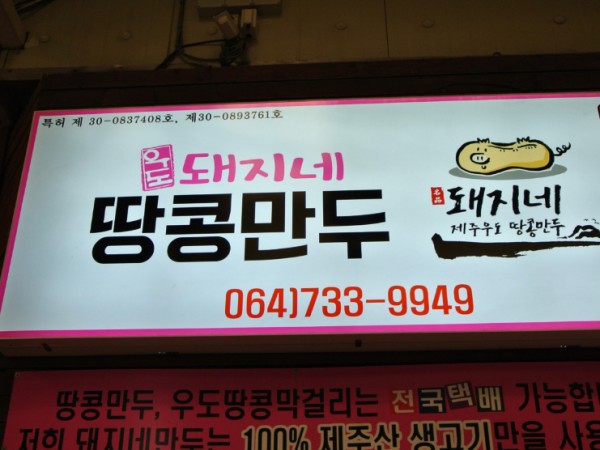 특허 제 30-0837408호, 제30-0893761호
우도 돼지네
땅콩만두
064)733-9949
名品 돼지네
제주우도 땅콩만두
땅콩만두, 우도땅콩막걸리는 전국택배 가능합
저희 돼지네만두는 100% 제주산 생고기만을 사용